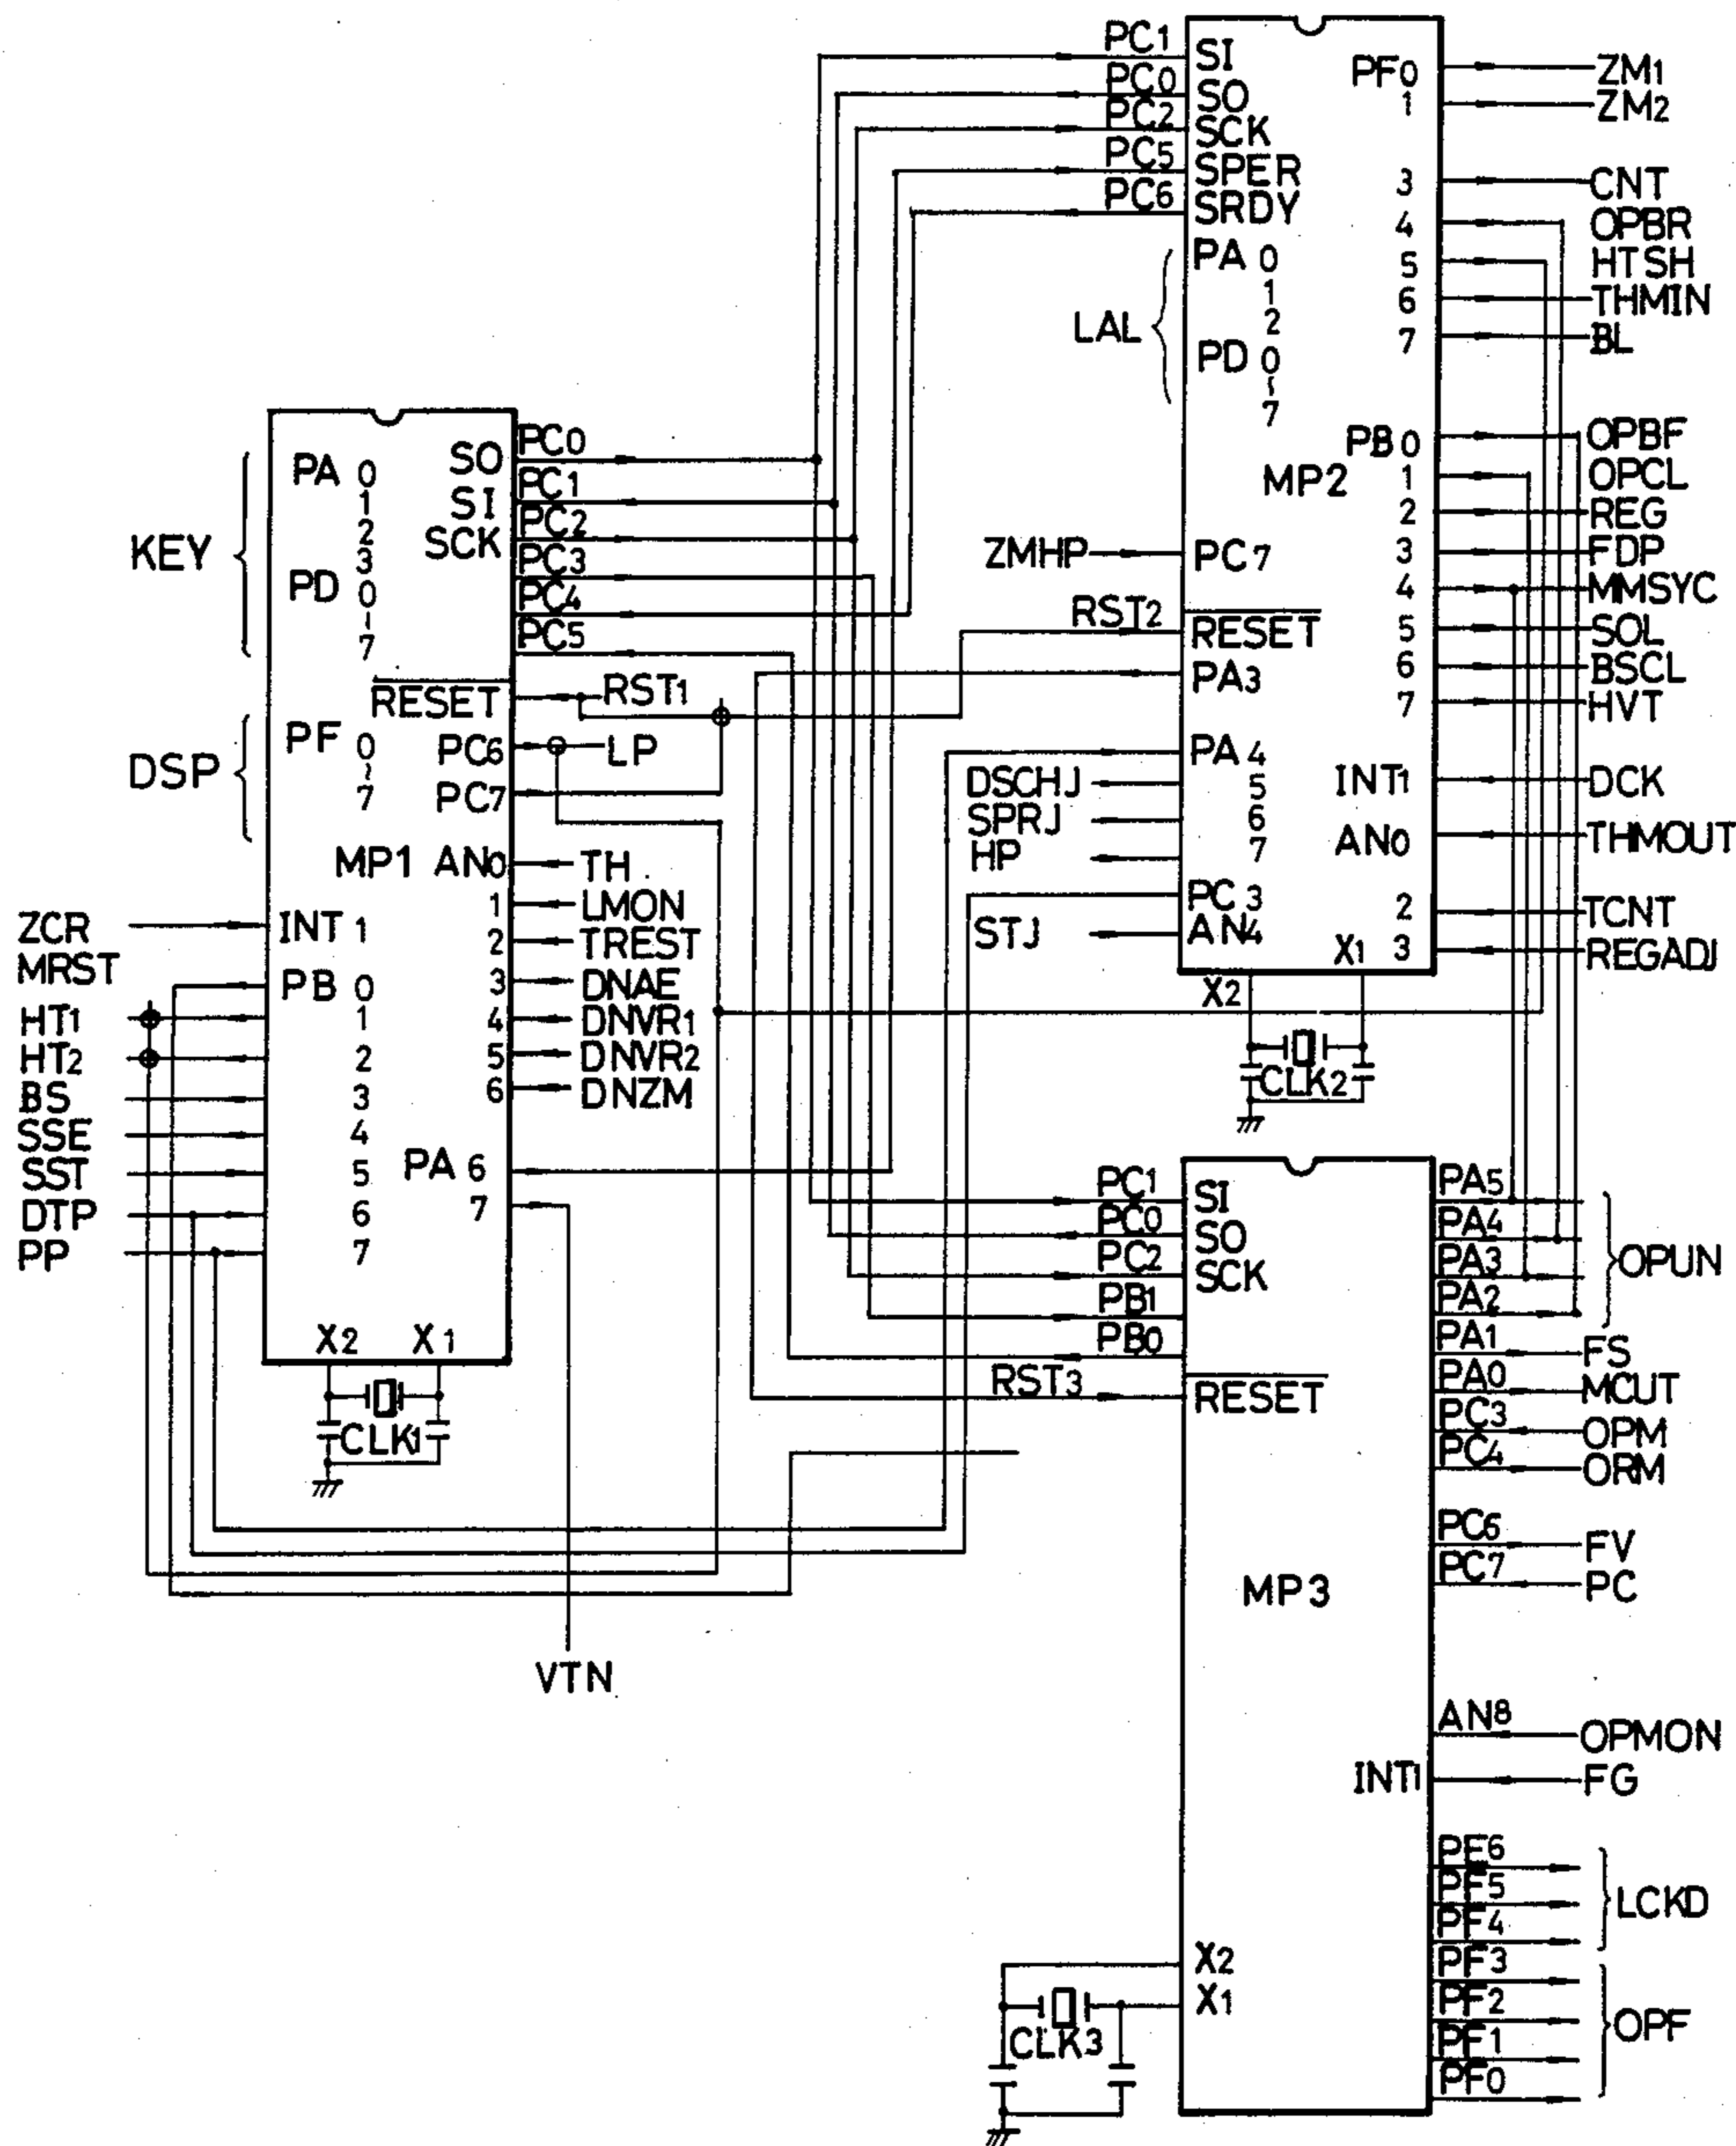 PC1
SI
PC0
SO
PC2
SCK
PC5
SPER
PC6
SRDY
PA 0
1
2
LAL
PD 0
~
7
MP2
ZMHP
PC7
RST2
RESET
PA3
PA4
DSCHJ
5
SPRJ
6
HP
7
PC3
STJ
AN4
X2
X1
CLK2
PF0
ZM1
1
ZM2
3
CNT
4
OPBR
5
HTSH
6
THMIN
7
BL
PB0
OPBF
1
OPCL
2
REG
3
FDP
4
MMSYC
5
SOL
6
BSCL
7
HVT
INT1
DCK
AN0
THMOUT
2
TCNT
3
REGADJ
KEY
PA 0
1
2
3
PD 0
7
DSP
PF 0
~
7
SO
PC0
SI
PC1
SCK
PC2
PC3
PC4
PC5
RESET
RST1
PC6
LP
PC7
MP1
AN0
TH
1
LMON
2
TREST
3
DNAE
4
DNVR1
5
DNVR2
6
DNZM
PA 6
7
VTN
ZCR
INT 1
MRST
PB 0
HT1
1
HT2
2
BS
3
SSE
4
SST
5
DTP
6
PP
7
X2
X1
CLK1
PC1
SI
PC0
SO
PC2
SCK
PB1
PB0
RST3
RESET
MP3
X2
X1
CLK3
PA5
PA4
PA3
PA2
OPUN
PA1
FS
PA0
MCUT
PC3
OPM
PC4
ORM
PC6
FV
PC7
PC
AN8
OPMON
INT1
FG
PF6
PF5
PF4
LCKD
PF3
PF2
PF1
PF0
OPF